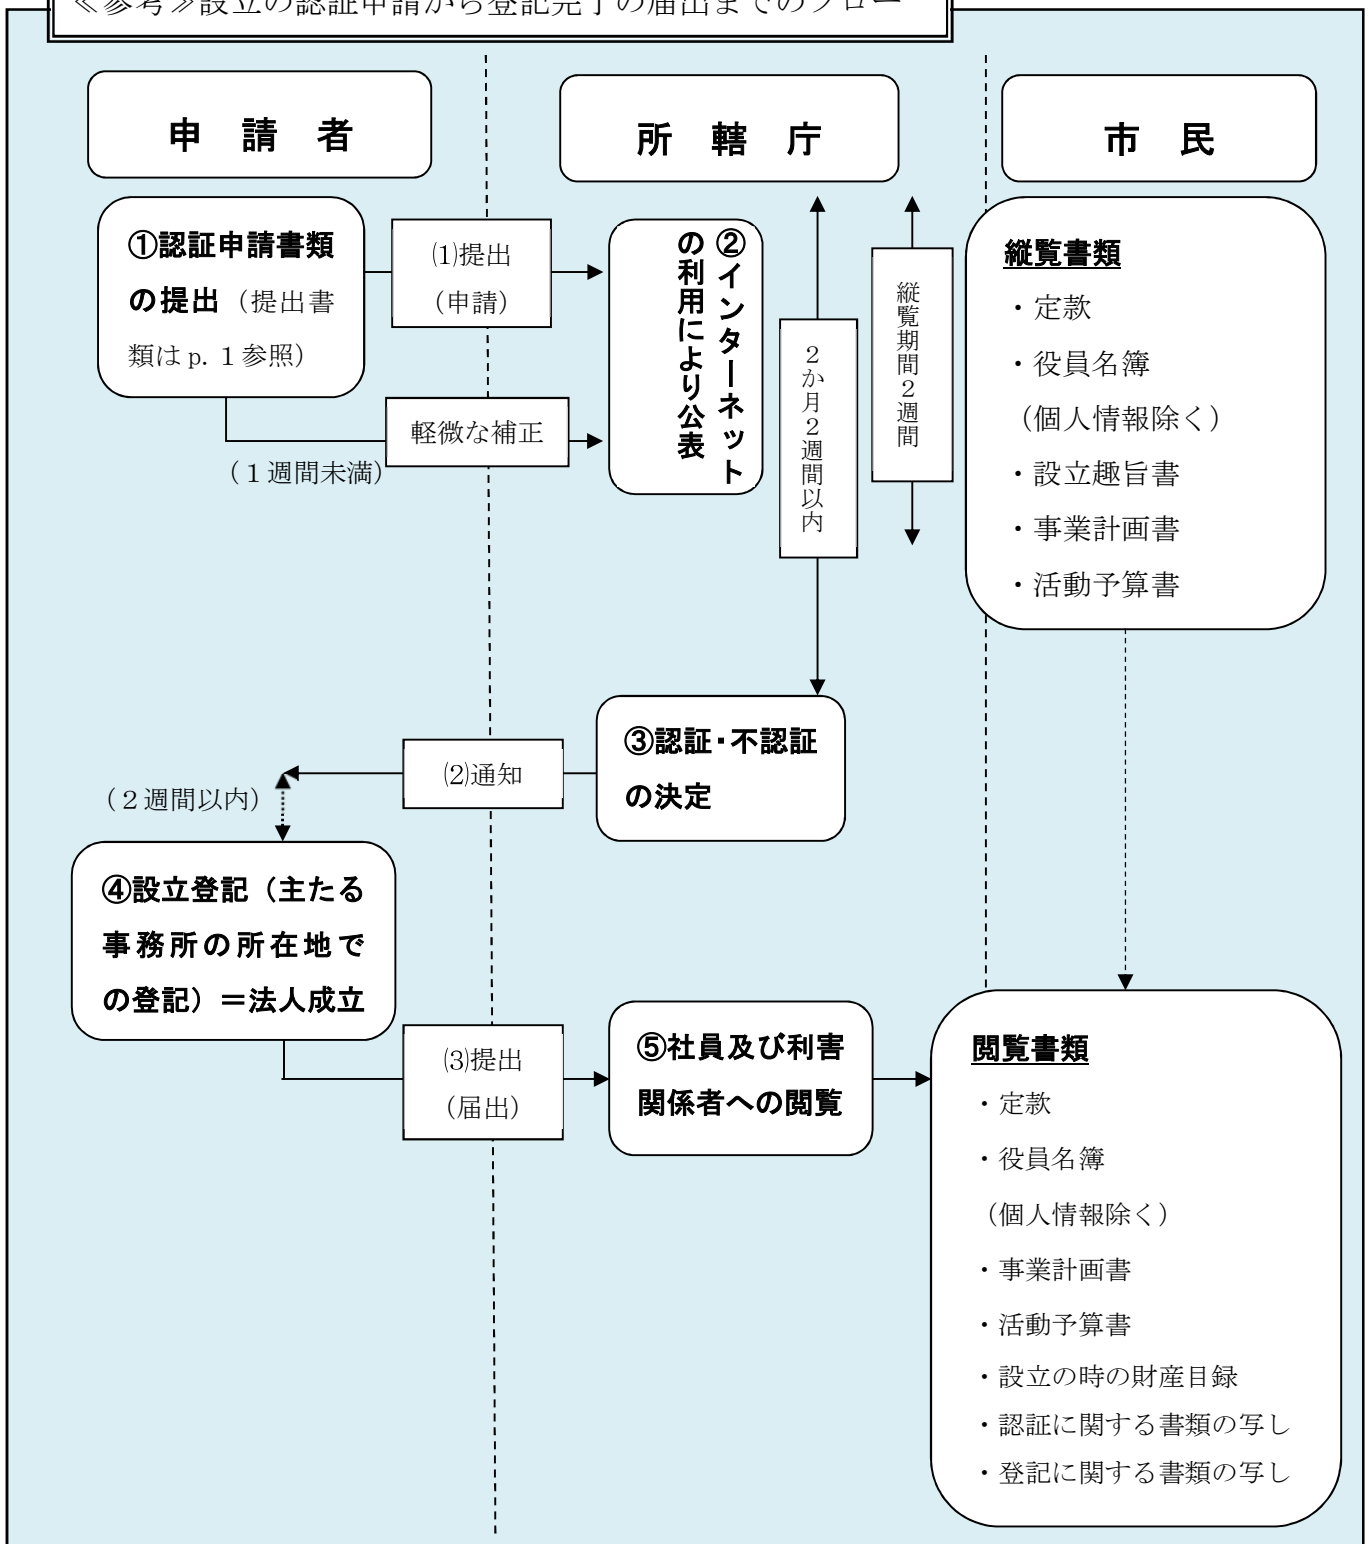 ≪参考≫設立の認証申請から登記完了の届出までのフロー
申 請 者
所 轄 庁
市 民
①認証申請書類
の提出（提出書
類はp.１参照）
⑴提出
（申請）
軽微な補正
（１週間未満）
②インターネット
の利用により公表
２か月２週間以内
縦覧期間２週間
縦覧書類
・定款
・役員名簿
（個人情報除く）
・設立趣旨書
・事業計画書
・活動予算書
③認証・不認証
の決定
⑵通知
（２週間以内）
④設立登記（主たる
事務所の所在地で
の登記）＝法人成立
⑶提出
（届出）
⑤社員及び利害
関係者への閲覧
閲覧書類
・定款
・役員名簿
（個人情報除く）
・事業計画書
・活動予算書
・設立の時の財産目録
・認証に関する書類の写し
・登記に関する書類の写し